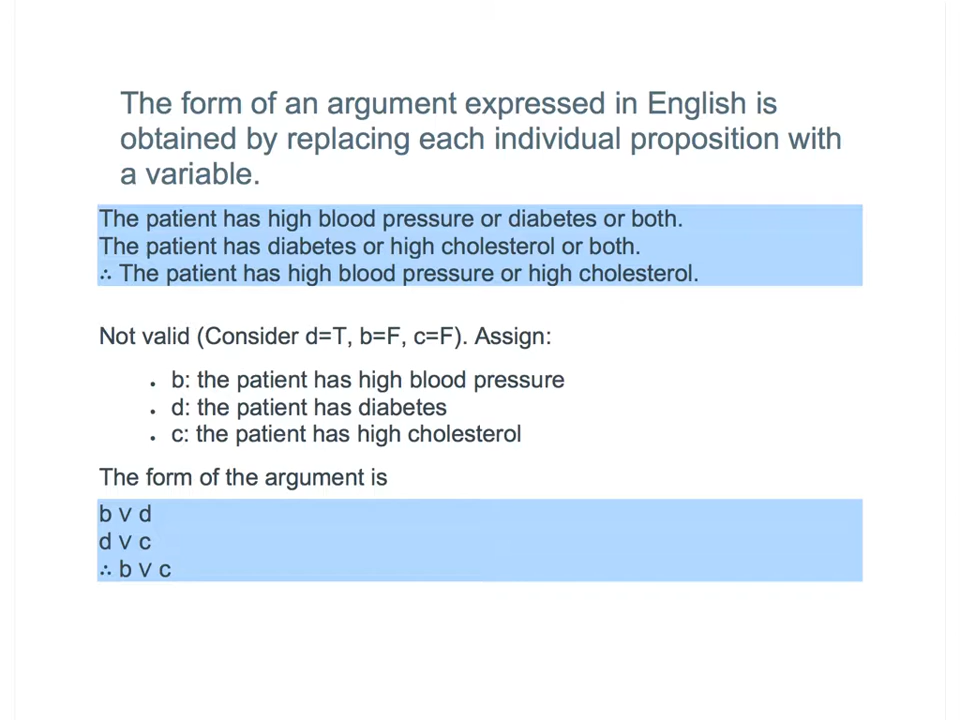 The form of an argument expressed in English is
obtained by replacing each individual proposition with
a variable.
The patient has high blood pressure or diabetes or both.
The patient has diabetes or high cholesterol or both.
∴ The patient has high blood pressure or high cholesterol.
Not valid (Consider d=T, b=F, c=F). Assign:
• b: the patient has high blood pressure
• d: the patient has diabetes
• c: the patient has high cholesterol
The form of the argument is
b ∨ d
d ∨ c
∴ b ∨ c